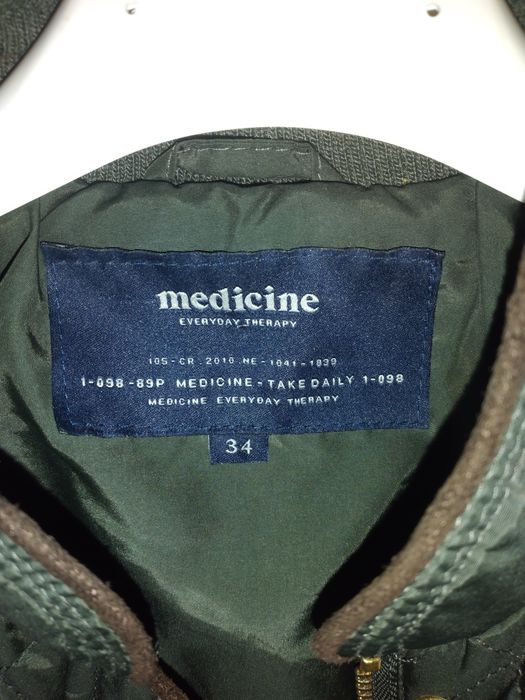 medicine
EVERYDAY THERAPY
105-CR.2010.NE-1041-1839
1-098-89P MEDICINE-TAKE DAILY 1-098
MEDICINE EVERYDAY THERAPY
34